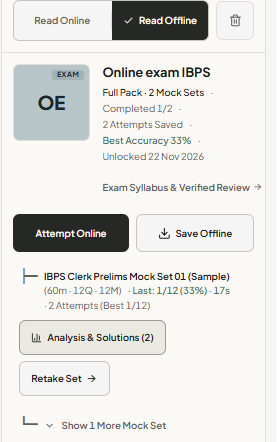 Read Online
✓ Read Offline
EXAM
OE
Online exam IBPS
Full Pack · 2 Mock Sets ·
Completed 1/2 ·
2 Attempts Saved ·
Best Accuracy 33% ·
Unlocked 22 Nov 2026
Exam Syllabus & Verified Review →
Attempt Online
Save Offline
IBPS Clerk Prelims Mock Set 01 (Sample)
(60m · 12Q · 12M) · Last: 1/12 (33%) · 17s
· 2 Attempts (Best 1/12)
Analysis & Solutions (2)
Retake Set →
Show 1 More Mock Set